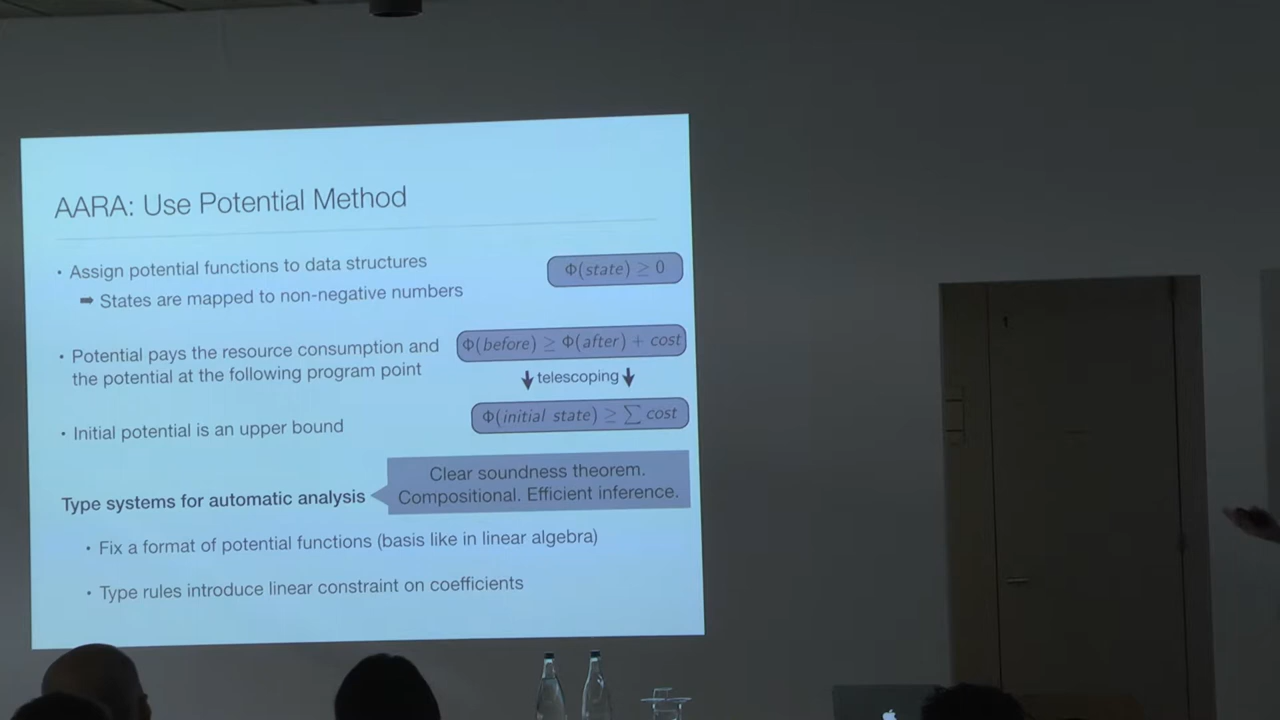 AARA: Use Potential Method
• Assign potential functions to data structures
Φ(state) ≥ 0
➡ States are mapped to non-negative numbers
• Potential pays the resource consumption and
the potential at the following program point
Φ(before) ≥ Φ(after) + cost
↓ telescoping ↓
Φ(initial state) ≥ ∑ cost
• Initial potential is an upper bound
Type systems for automatic analysis
Clear soundness theorem.
Compositional. Efficient inference.
• Fix a format of potential functions (basis like in linear algebra)
• Type rules introduce linear constraint on coefficients